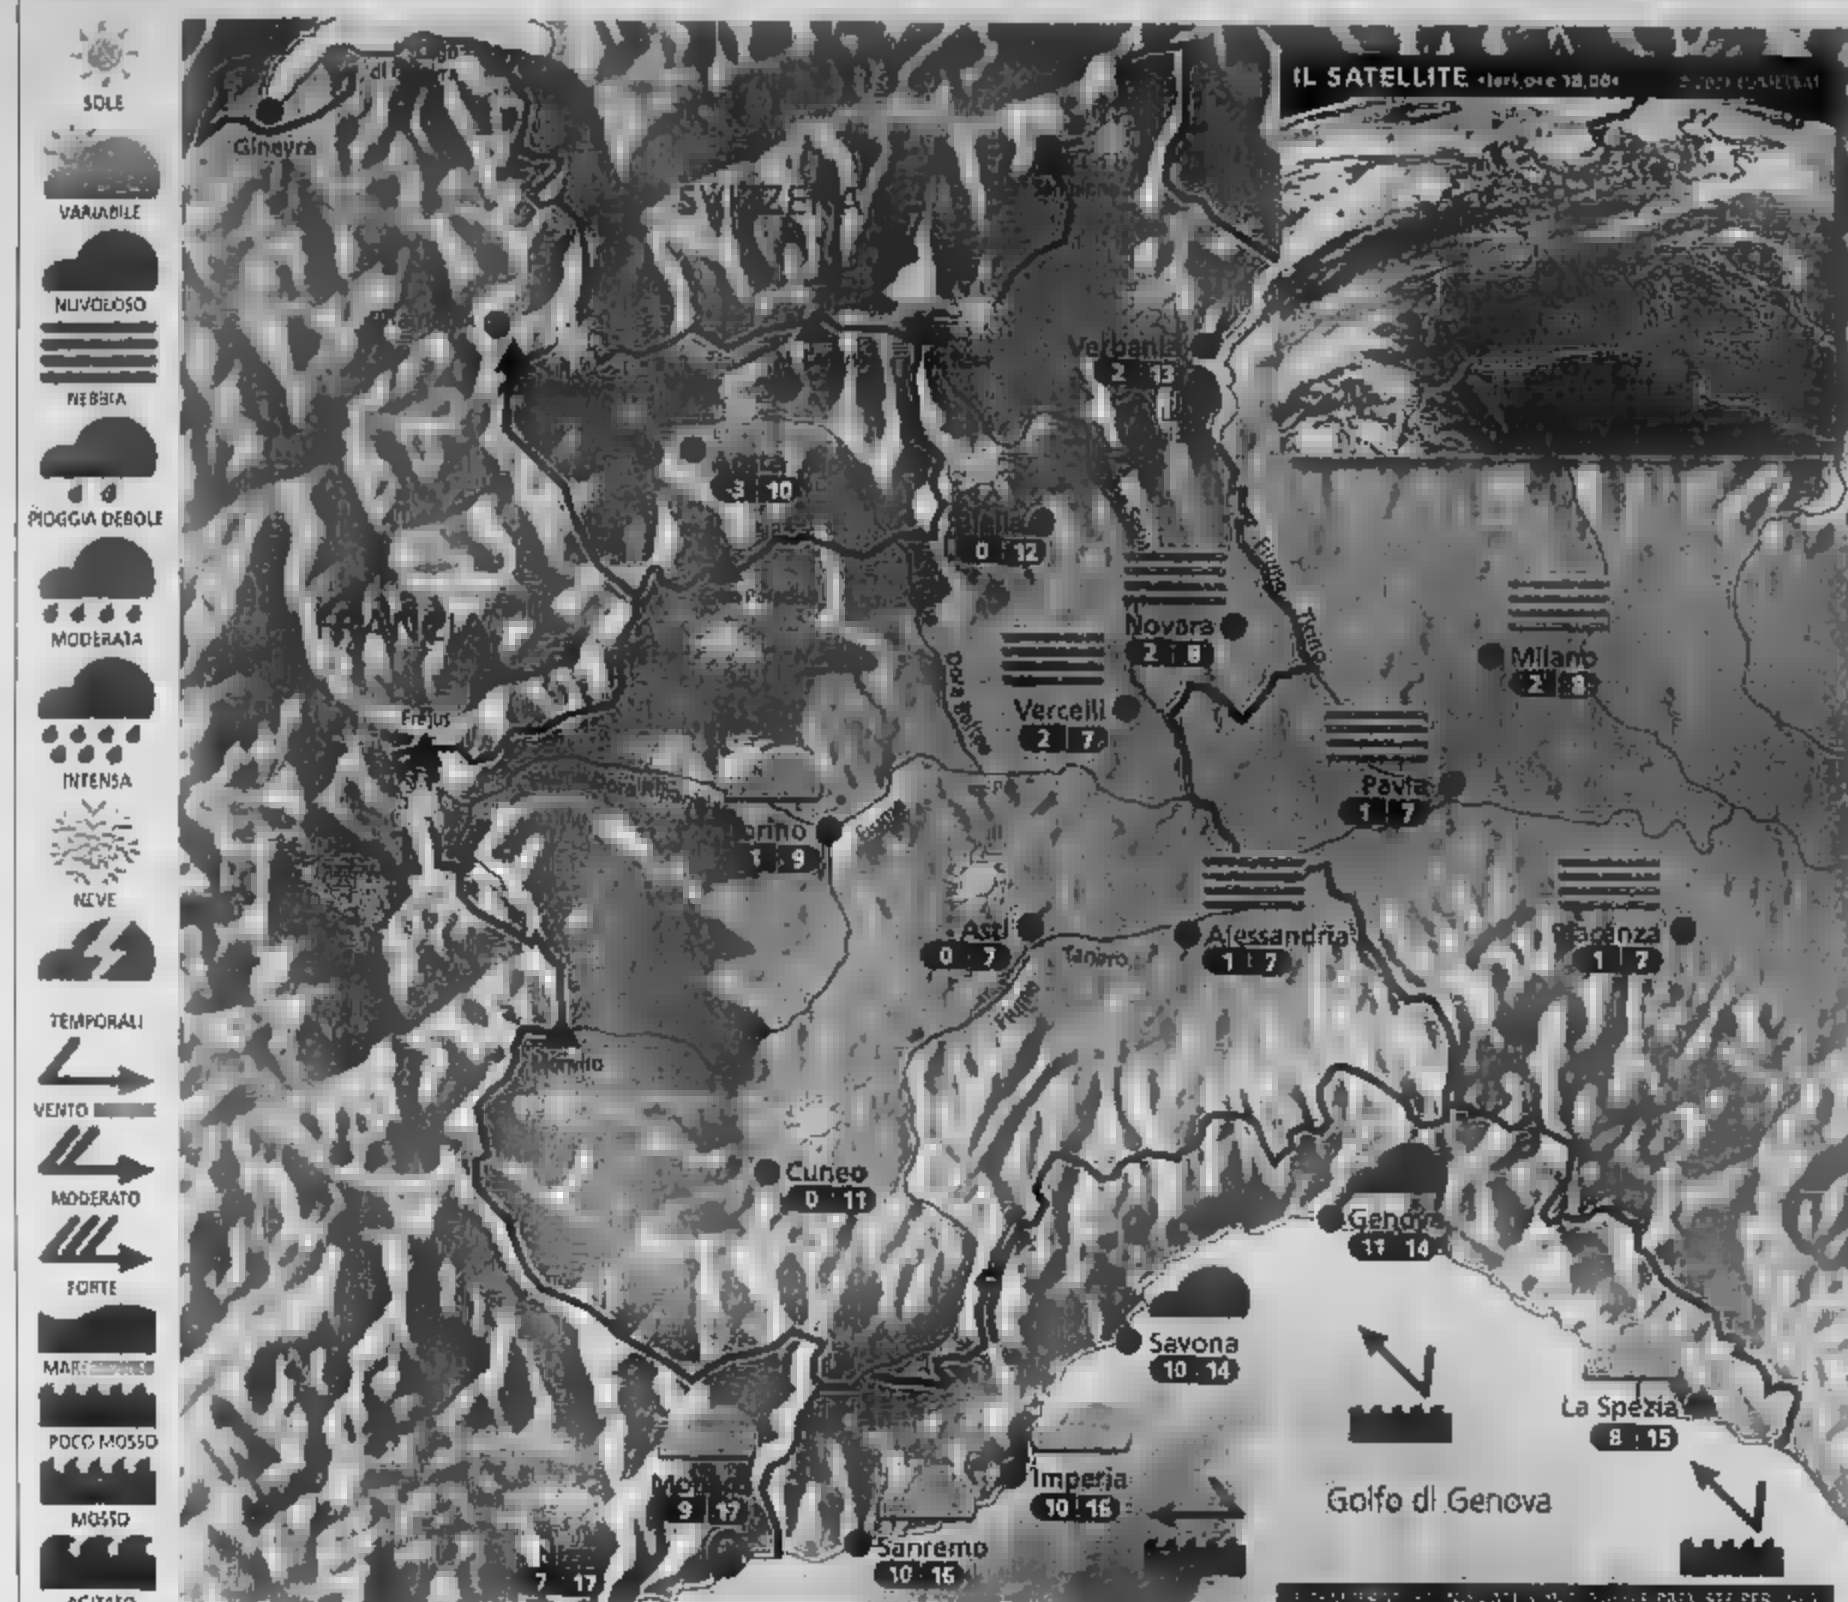 SOLE
VARIABILE
NUVOLOSO
NEBBIA
PIOGGIA DEBOLE
MODERATA
INTENSA
NEVE
TEMPORALI
VENTO
MODERATO
FORTE
MARE
POCO MOSSO
MOSSO
AGITATO
IL SATELLITE
Ginevra
SVIZZERA
Verbania
2 13
-3 10
Biella
0 12
FRANCIA
Novara
2 8
Milano
2 8
Fiume Ticino
Vercelli
2 7
Dora Baltea
Frejus
Pavia
1 7
Torino
1 9
Asti
0 7
Fiume Tanaro
Alessandria
1 7
Piacenza
1 7
Cuneo
0 11
Genova
11 14
Savona
10 14
La Spezia
8 15
Imperia
10 16
Golfo di Genova
9 17
Sanremo
10 16
7 17